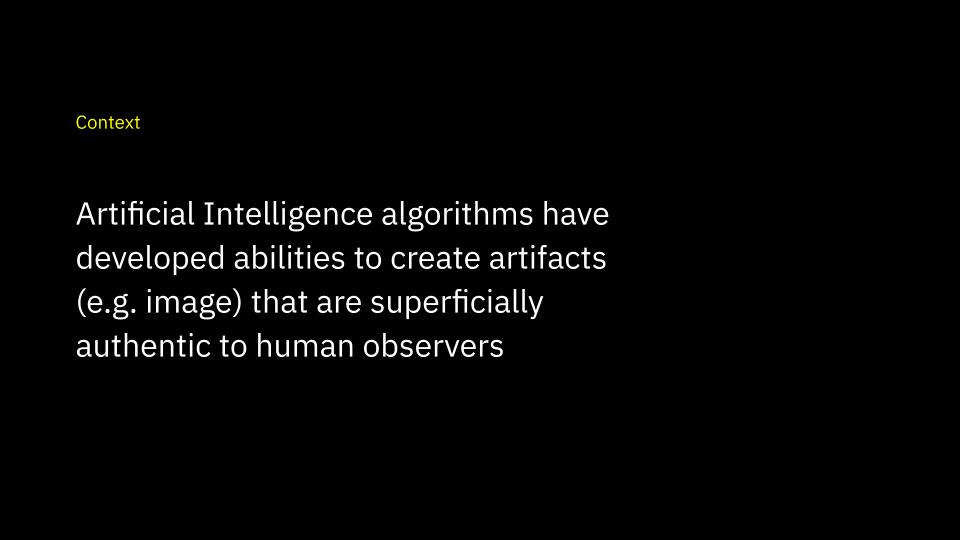 Context
Artificial Intelligence algorithms have
developed abilities to create artifacts
(e.g. image) that are superficially
authentic to human observers